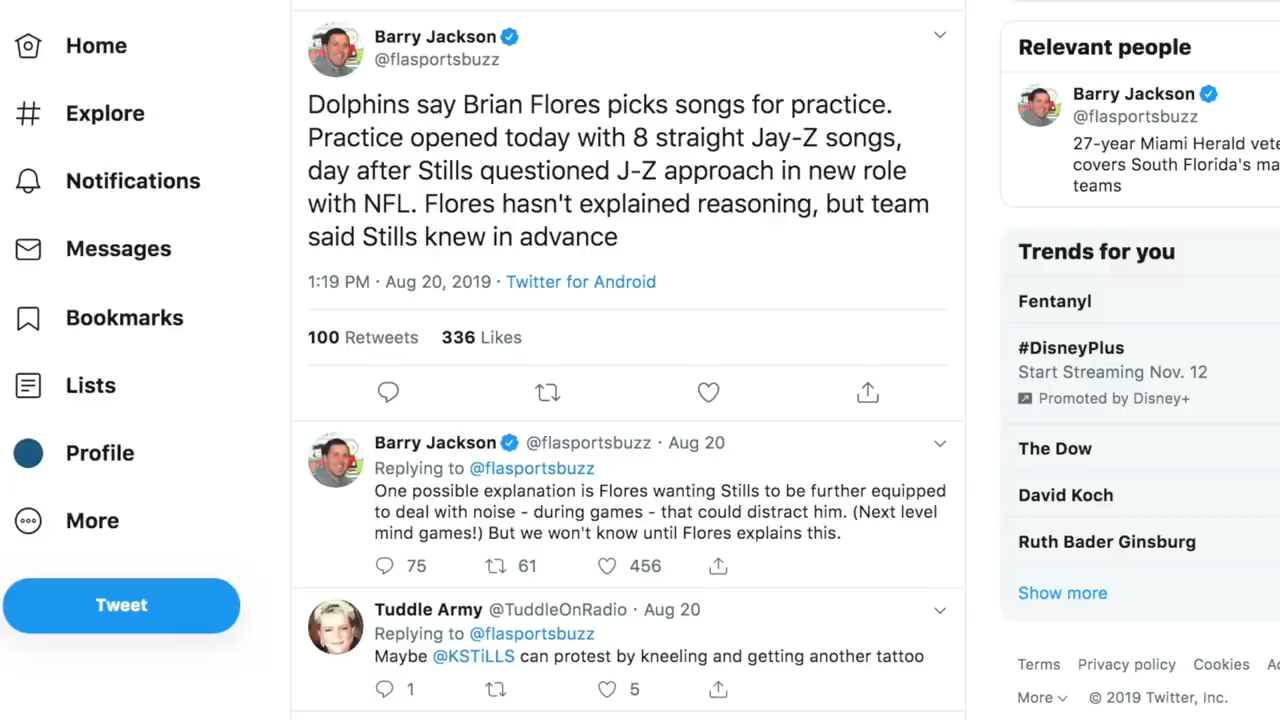 Home
Explore
Notifications
Messages
Bookmarks
Lists
Profile
More
Tweet
Barry Jackson
@flasportsbuzz
Dolphins say Brian Flores picks songs for practice.
Practice opened today with 8 straight Jay-Z songs,
day after Stills questioned J-Z approach in new role
with NFL. Flores hasn't explained reasoning, but team
said Stills knew in advance
1:19 PM · Aug 20, 2019 · Twitter for Android
100 Retweets 336 Likes
Barry Jackson @flasportsbuzz · Aug 20
Replying to @flasportsbuzz
One possible explanation is Flores wanting Stills to be further equipped
to deal with noise - during games - that could distract him. (Next level
mind games!) But we won't know until Flores explains this.
75 61 456
Tuddle Army @TuddleOnRadio · Aug 20
Replying to @flasportsbuzz
Maybe @KSTiLLS can protest by kneeling and getting another tattoo
1 5
Relevant people
Barry Jackson
@flasportsbuzz
27-year Miami Herald vete
covers South Florida's ma
teams
Trends for you
Fentanyl
#DisneyPlus
Start Streaming Nov. 12
Promoted by Disney+
The Dow
David Koch
Ruth Bader Ginsburg
Show more
Terms Privacy policy Cookies
More © 2019 Twitter, Inc.